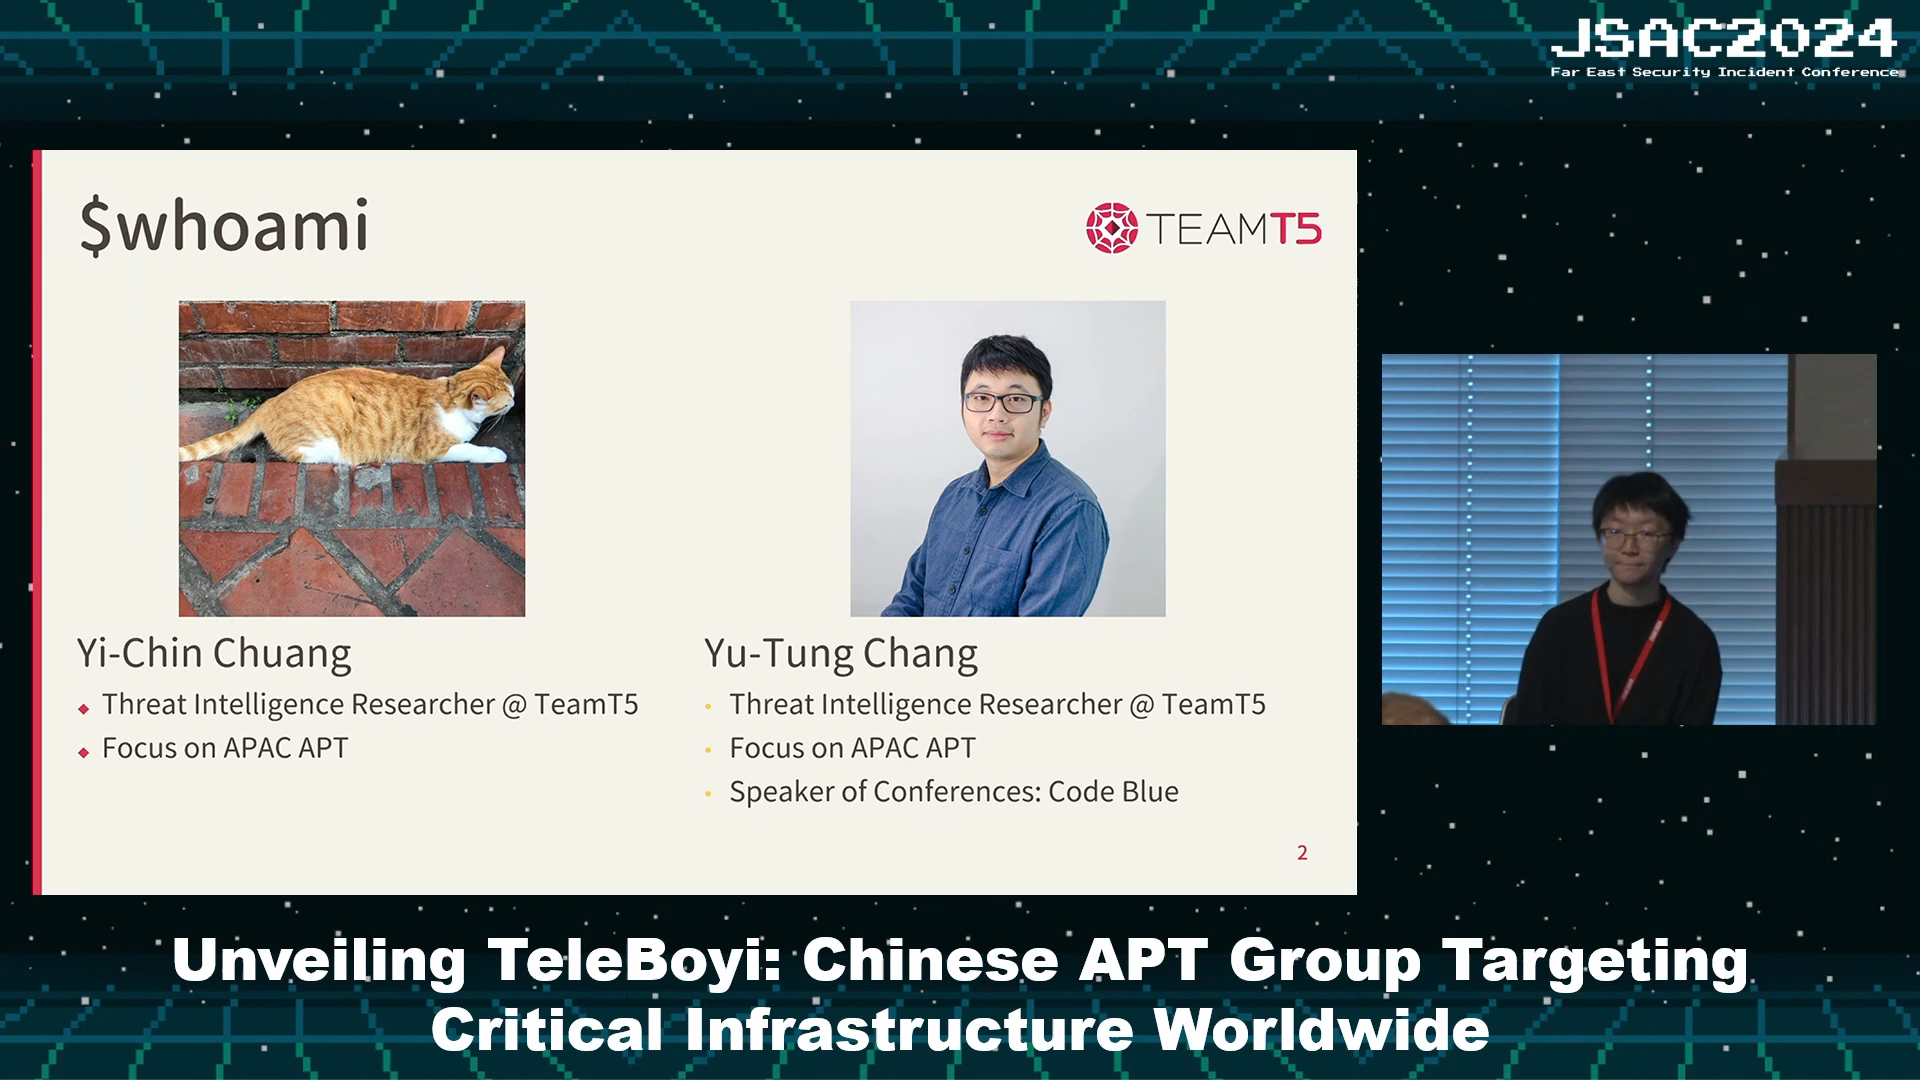 JSAC2024
Far East Security Incident Conference
$whoami
TEAMT5
Yi-Chin Chuang
Threat Intelligence Researcher @ TeamT5
Focus on APAC APT
Yu-Tung Chang
Threat Intelligence Researcher @ TeamT5
Focus on APAC APT
Speaker of Conferences: Code Blue
2
Unveiling TeleBoyi: Chinese APT Group Targeting
Critical Infrastructure Worldwide